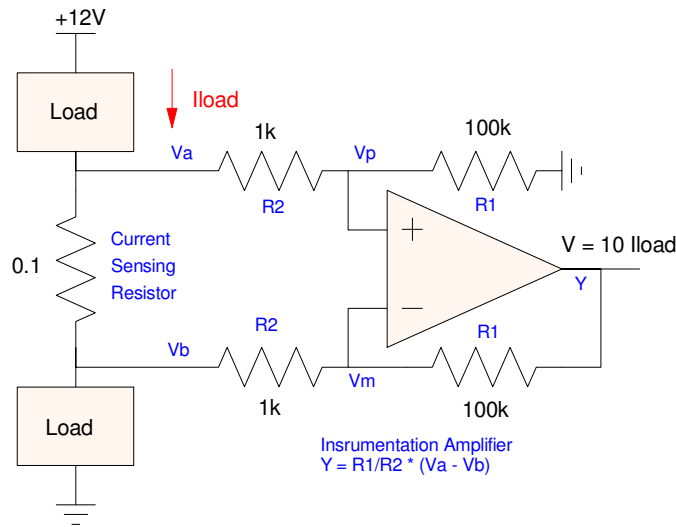 +12V
Load
Iload
1k
100k
Va
Vp
R2
R1
+
Current
Sensing
Resistor
0.1
V = 10 Iload
Y
−
R2
R1
Vb
Vm
1k
100k
Load
Insrumentation Amplifier
Y = R1/R2 * (Va - Vb)